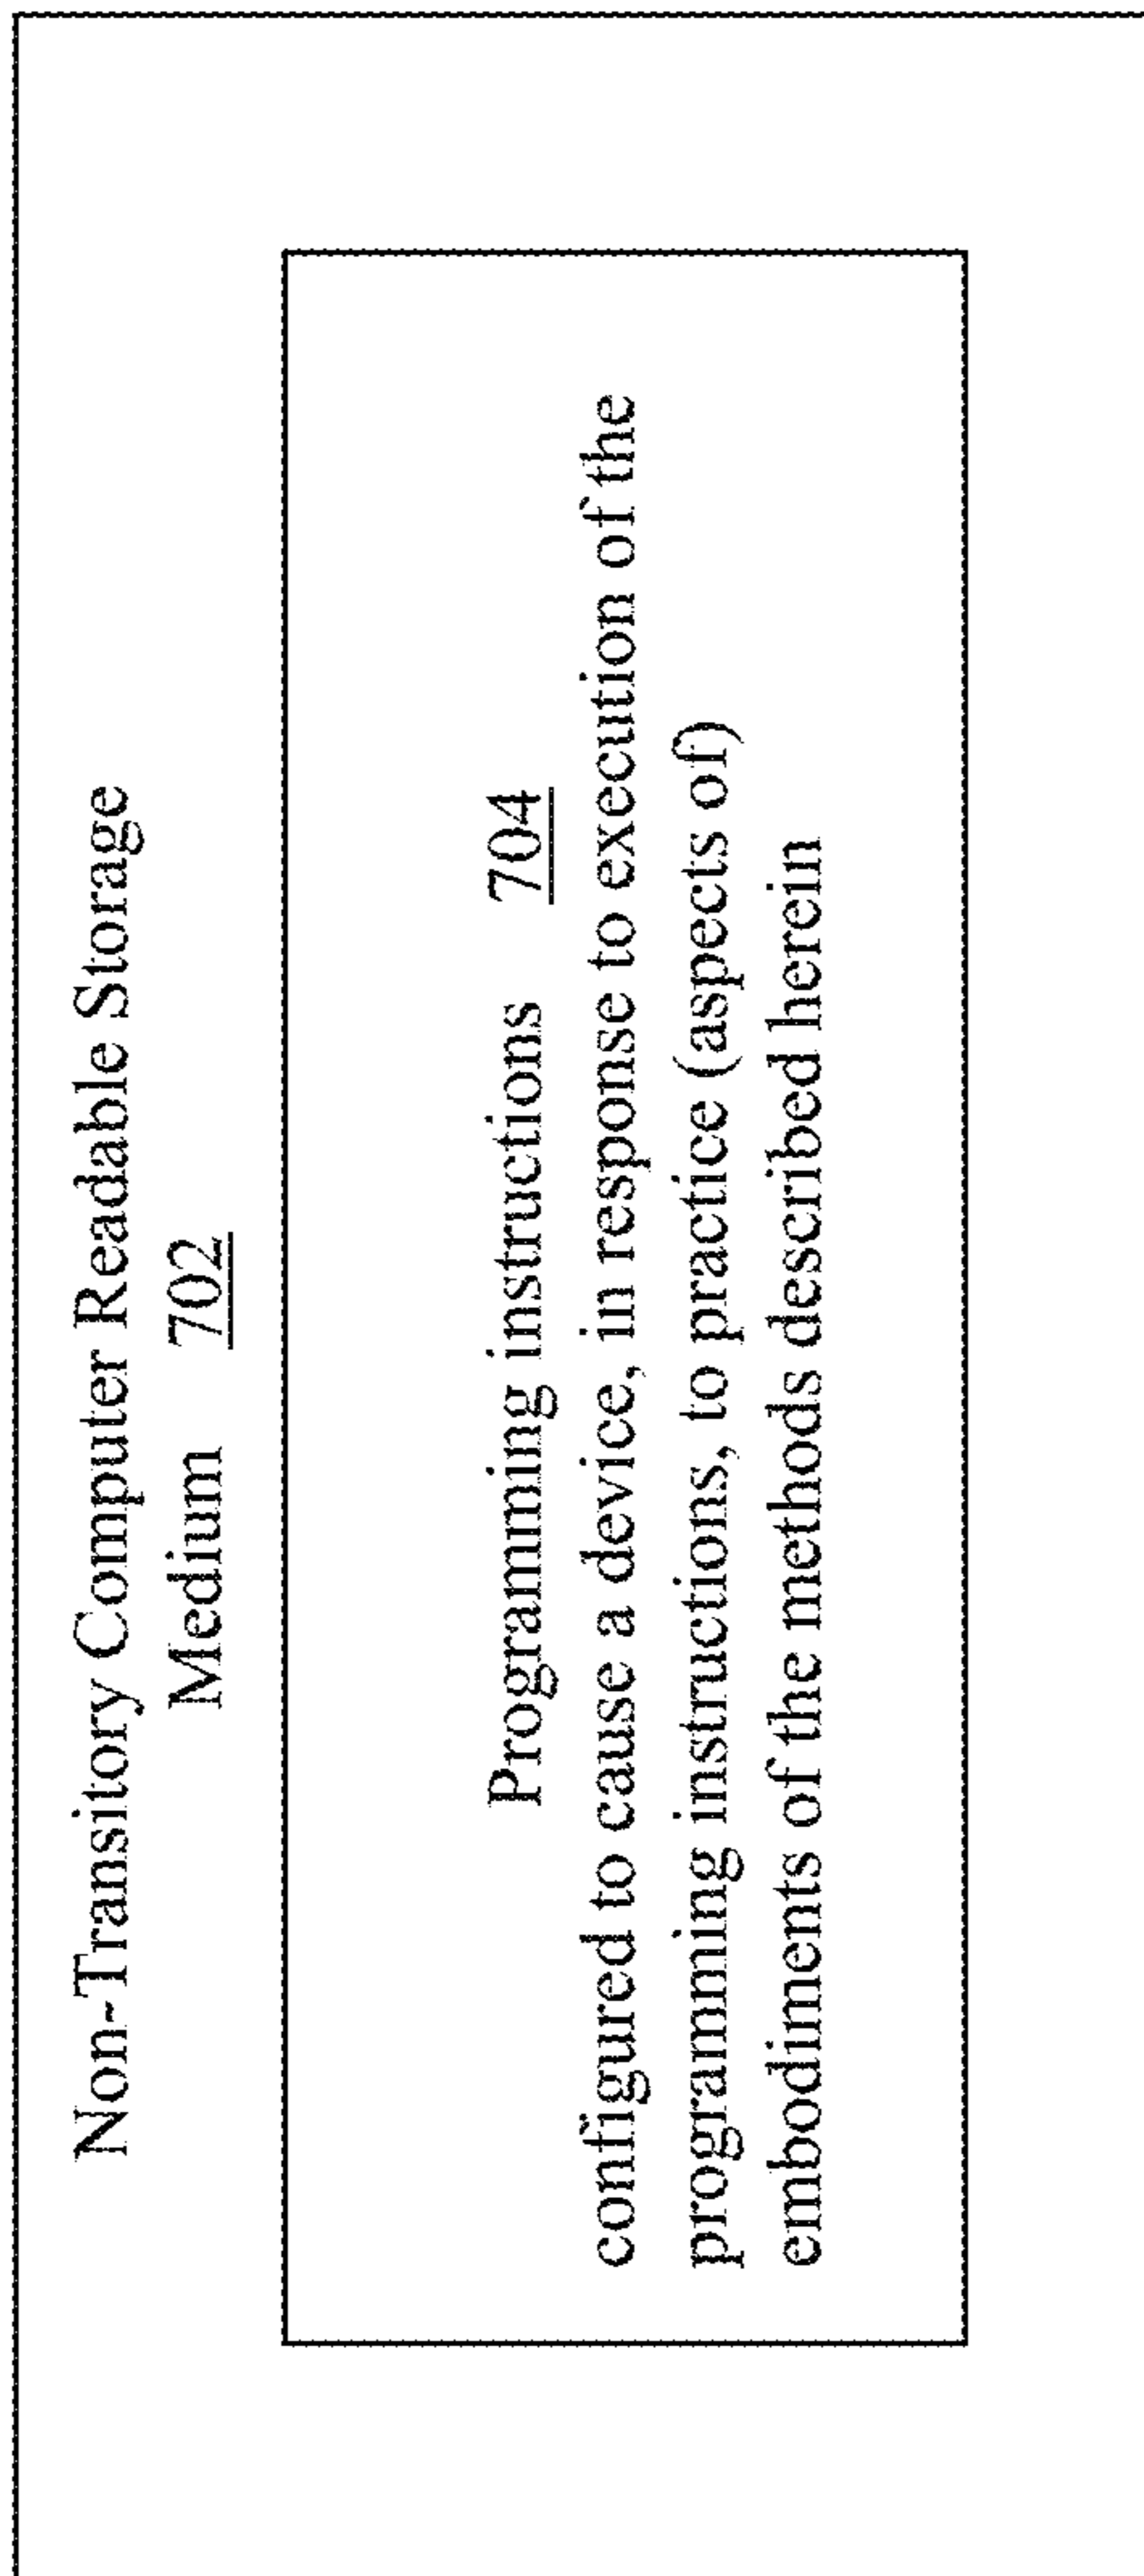 Non-Transitory Computer Readable Storage
Medium 702
Programming instructions 704
configured to cause a device, in response to execution of the
programming instructions, to practice (aspects of)
embodiments of the methods described herein